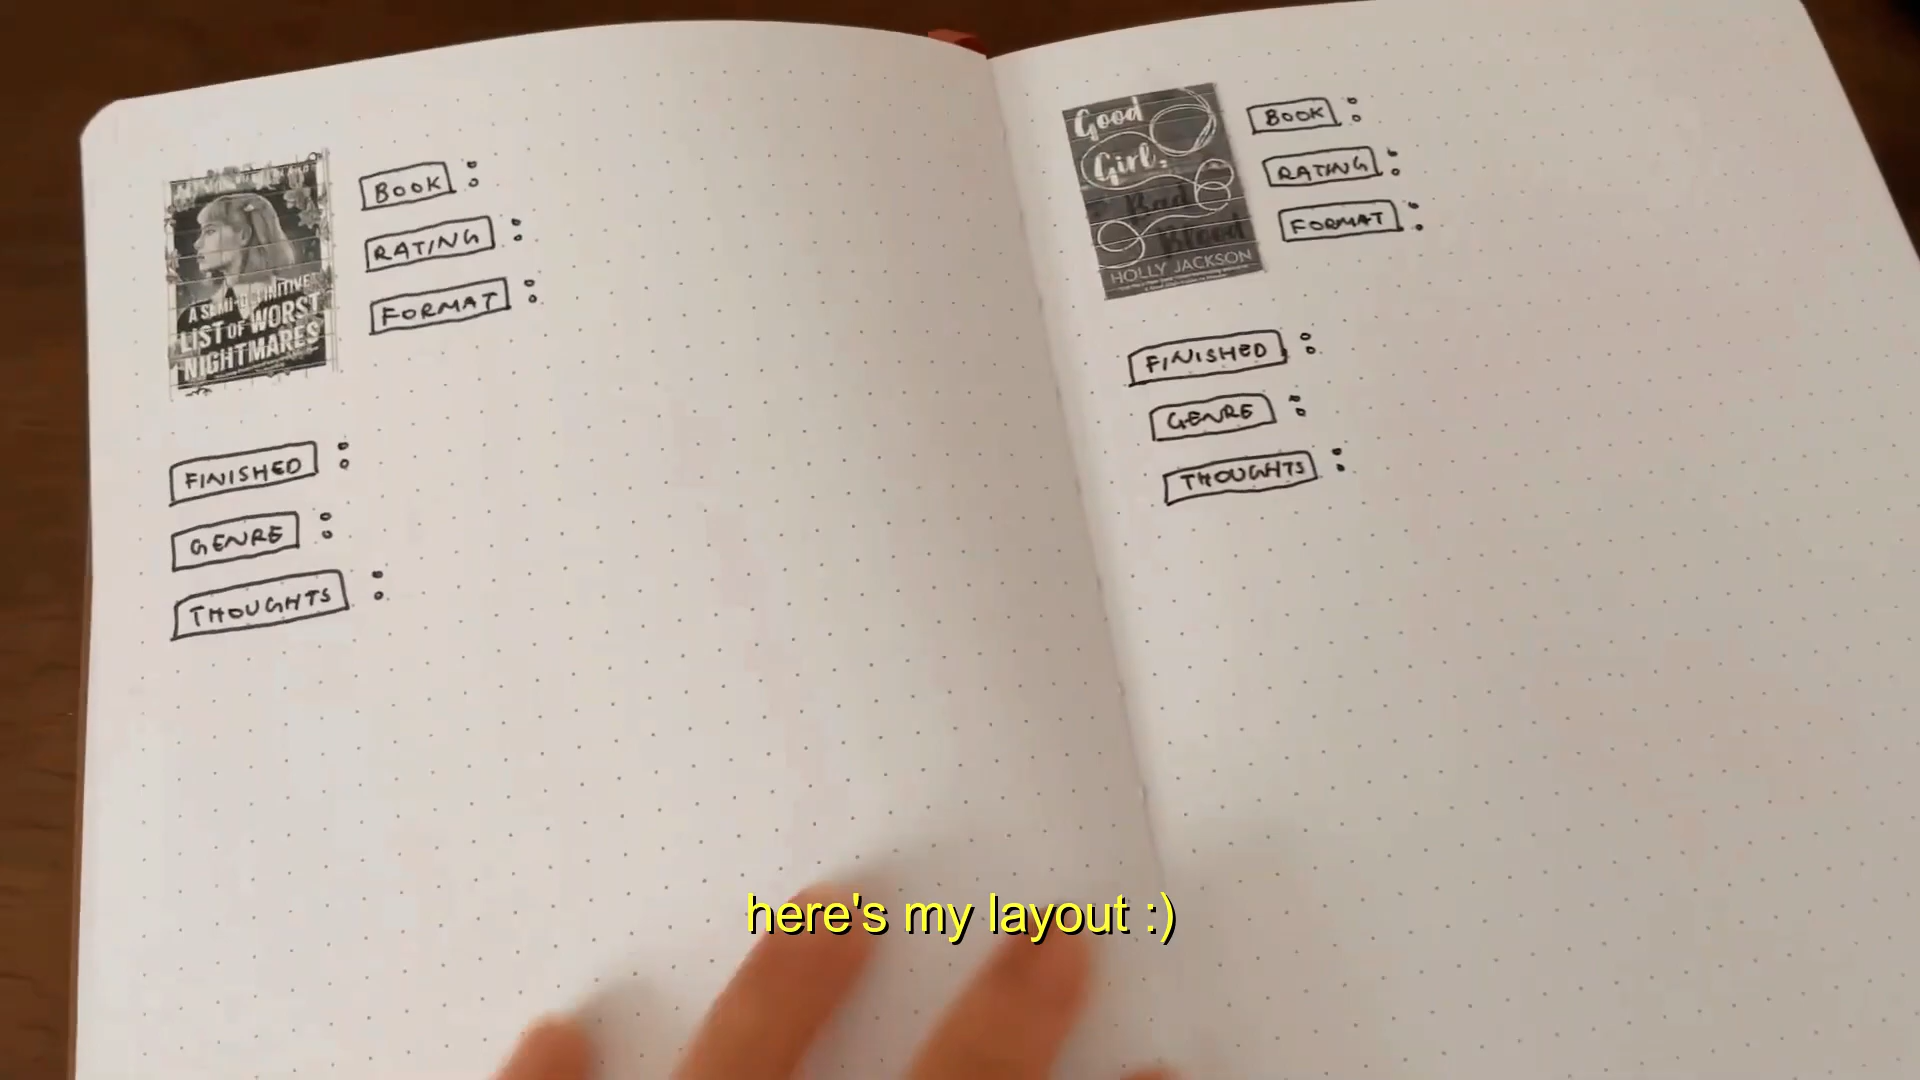 A SEMI-DEFINITIVE
LIST OF WORST
NIGHTMARES
BOOK :
RATING :
FORMAT :
FINISHED :
GENRE :
THOUGHTS :
Good
Girl,
Bad
Blood
HOLLY JACKSON
BOOK :
RATING :
FORMAT :
FINISHED :
GENRE :
THOUGHTS :
here's my layout :)